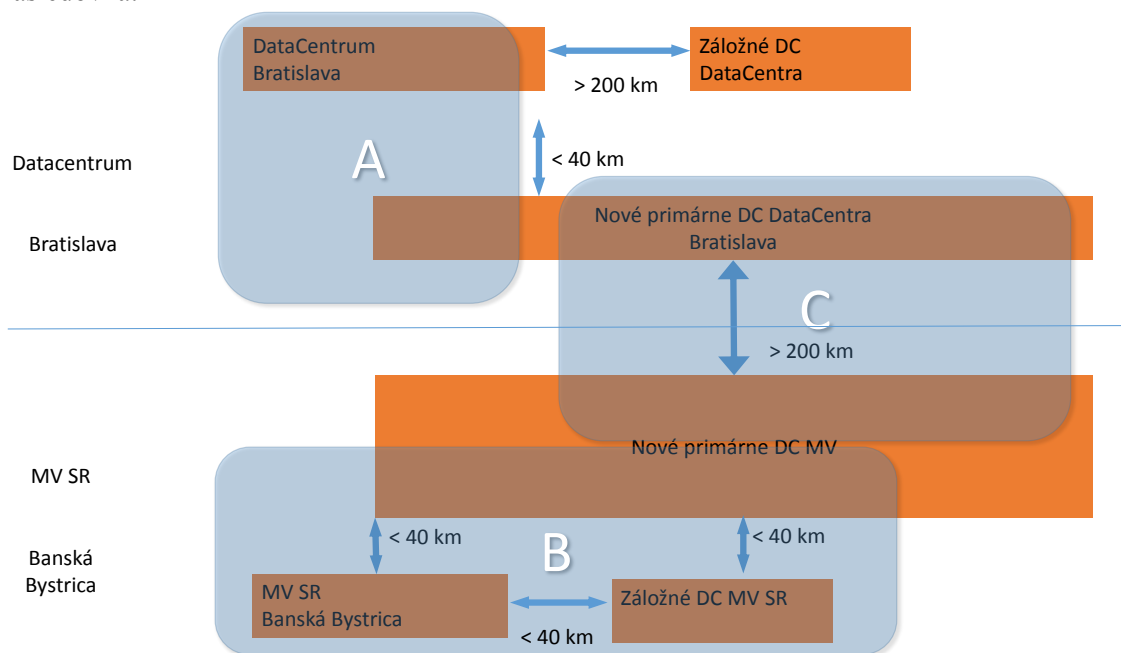 DataCentrum
Bratislava
> 200 km
Záložné DC
DataCentra
A
< 40 km
Datacentrum
Bratislava
Nové primárne DC DataCentra
Bratislava
C
> 200 km
Nové primárne DC MV
MV SR
Banská
Bystrica
< 40 km
B
< 40 km
MV SR
Banská Bystrica
< 40 km
Záložné DC MV SR